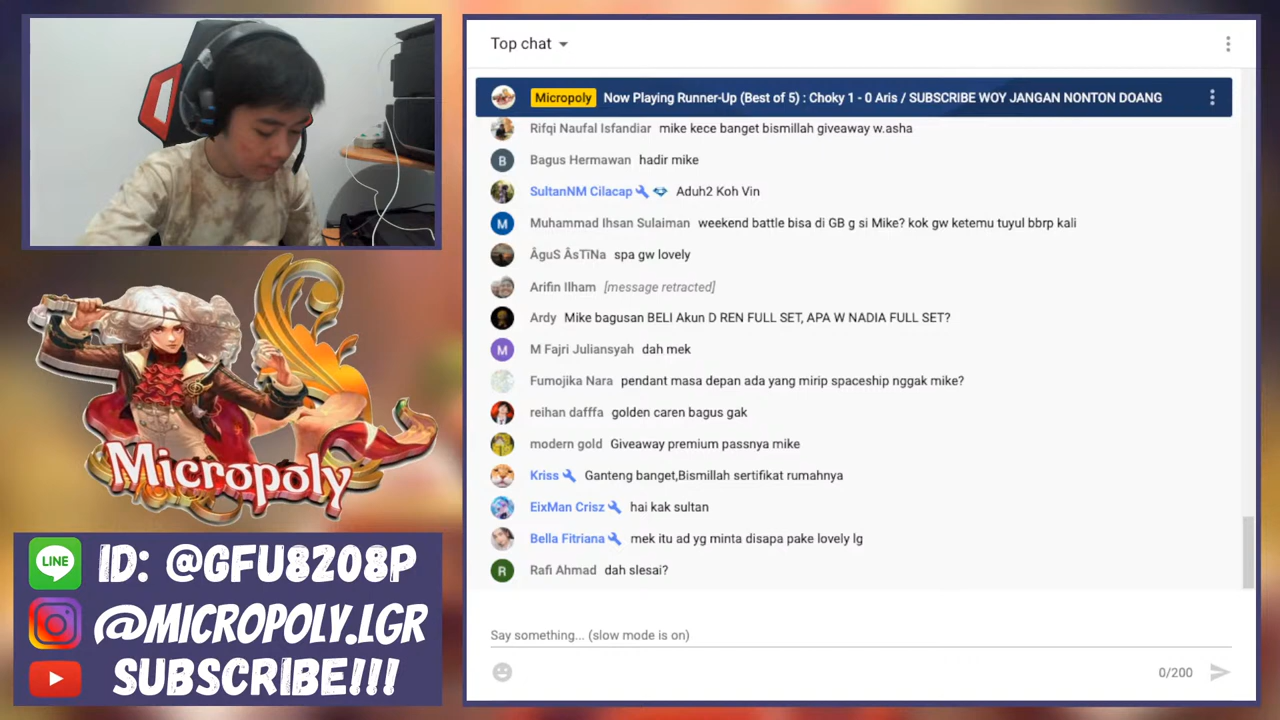 Micropoly
LINE
ID: @GFU8208P
@MICROPOLY.LGR
SUBSCRIBE!!!
Top chat
Micropoly Now Playing Runner-Up (Best of 5) : Choky 1 - 0 Aris / SUBSCRIBE WOY JANGAN NONTON DOANG
Rifqi Naufal Isfandiar mike kece banget bismillah giveaway w.asha
B Bagus Hermawan hadir mike
SultanNM Cilacap Aduh2 Koh Vin
M Muhammad Ihsan Sulaiman weekend battle bisa di GB g si Mike? kok gw ketemu tuyul bbrp kali
ÂguS ÂsTïNa spa gw lovely
Arifin Ilham [message retracted]
Ardy Mike bagusan BELI Akun D REN FULL SET, APA W NADIA FULL SET?
M M Fajri Juliansyah dah mek
Fumojika Nara pendant masa depan ada yang mirip spaceship nggak mike?
reihan dafffa golden caren bagus gak
modern gold Giveaway premium passnya mike
Kriss Ganteng banget,Bismillah sertifikat rumahnya
EixMan Crisz hai kak sultan
Bella Fitriana mek itu ad yg minta disapa pake lovely lg
R Rafi Ahmad dah slesai?
Say something... (slow mode is on)
0/200